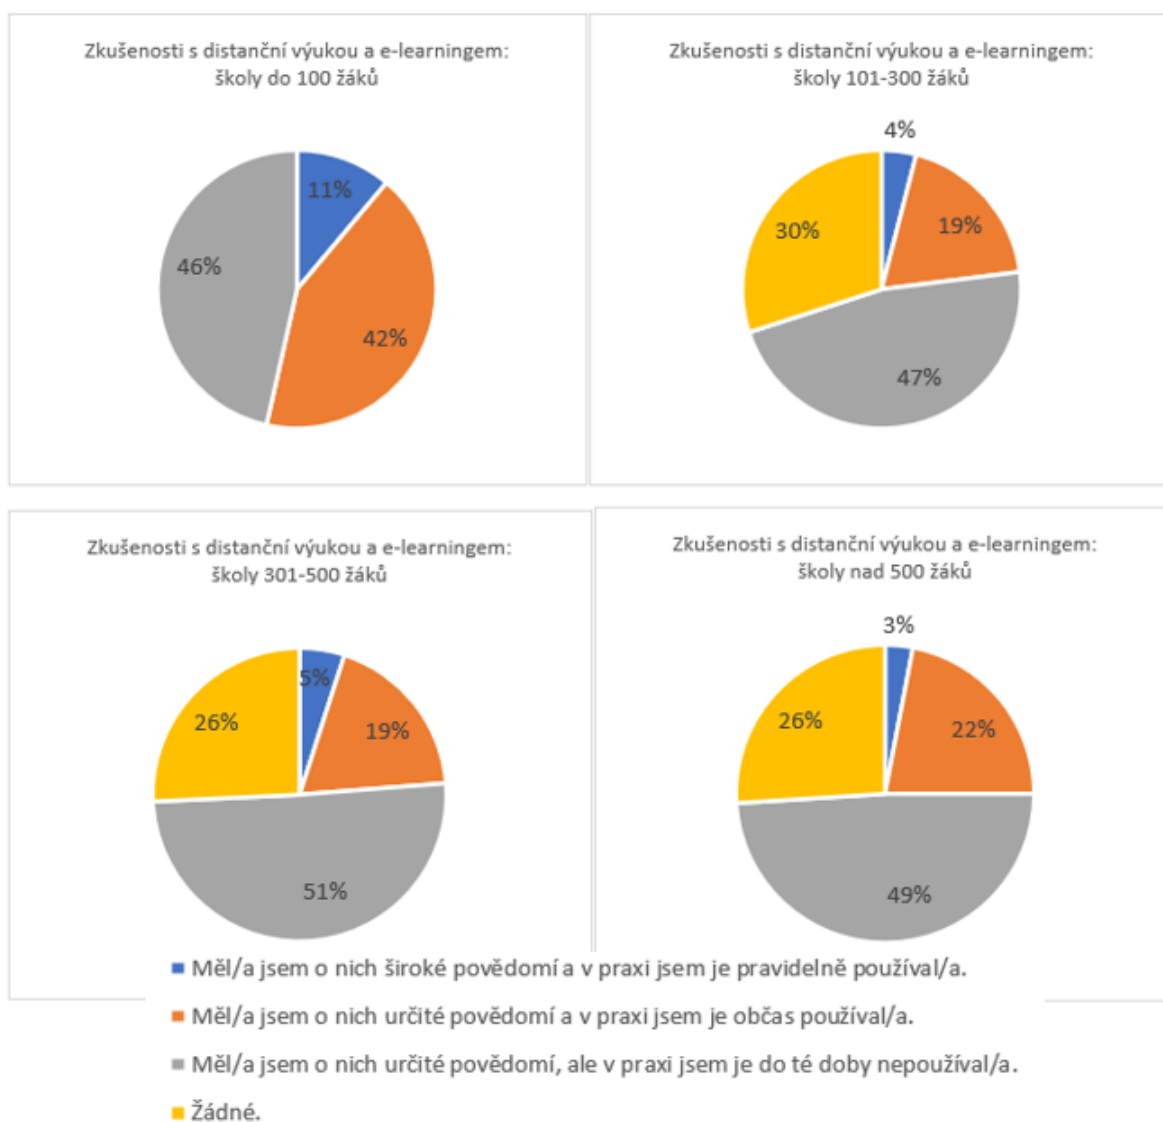 Zkušenosti s distanční výukou a e-learningem:
školy do 100 žáků
11%
42%
46%
Zkušenosti s distanční výukou a e-learningem:
školy 101-300 žáků
4%
19%
47%
30%
Zkušenosti s distanční výukou a e-learningem:
školy 301-500 žáků
5%
19%
51%
26%
Zkušenosti s distanční výukou a e-learningem:
školy nad 500 žáků
3%
22%
49%
26%
Měl/a jsem o nich široké povědomí a v praxi jsem je pravidelně používal/a.
Měl/a jsem o nich určité povědomí a v praxi jsem je občas používal/a.
Měl/a jsem o nich určité povědomí, ale v praxi jsem je do té doby nepoužíval/a.
Žádné.